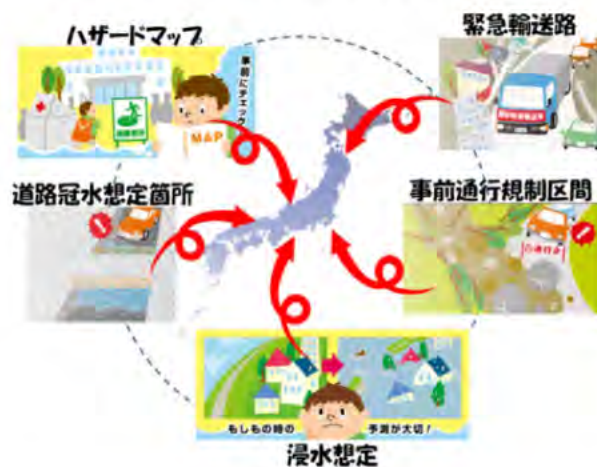 ハザードマップ
事前にチェック
MAP
緊急輸送路
道路冠水想定箇所
事前通行規制区間
もしもの時の
予測が大切!
浸水想定